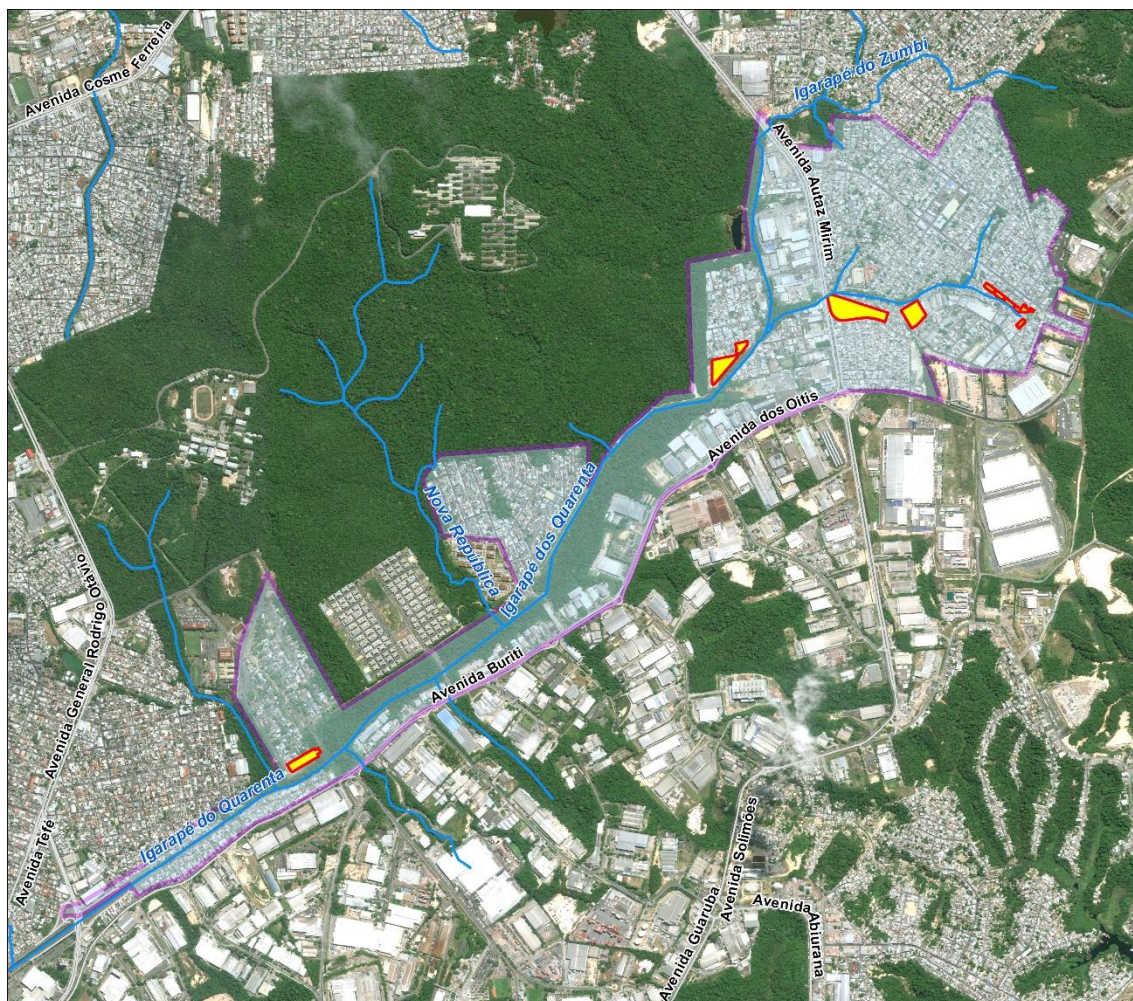 Avenida Cosme Ferreira
Igarapé do Zumbi
Avenida Autaz Mirim
Avenida dos Oitis
Nova República
Igarapé dos Quarenta
Avenida General Rodrigo Otávio
Avenida Buriti
Igarapé do Quarenta
Avenida Tefé
Avenida Solimões
Avenida Guaruba
Avenida Abiurana